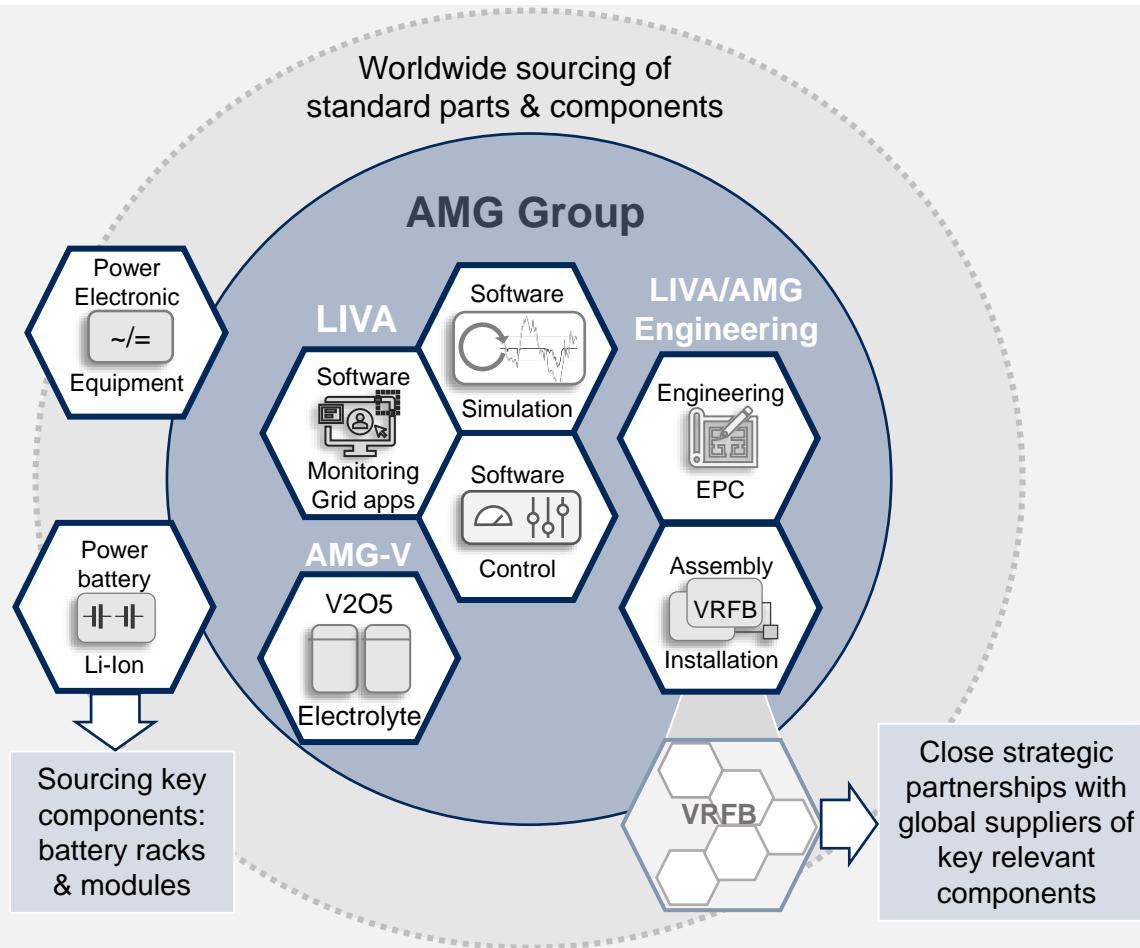 Worldwide sourcing of
standard parts & components
AMG Group
Power
Electronic
~/=
Equipment
LIVA
Software
Simulation
LIVA/AMG
Engineering
Software
Monitoring
Grid apps
Engineering
EPC
Software
Control
Power
battery
Li-Ion
AMG-V
V2O5
Electrolyte
Assembly
VRFB
Installation
Sourcing key
components:
battery racks
& modules
VRFB
Close strategic
partnerships with
global suppliers of
key relevant
components